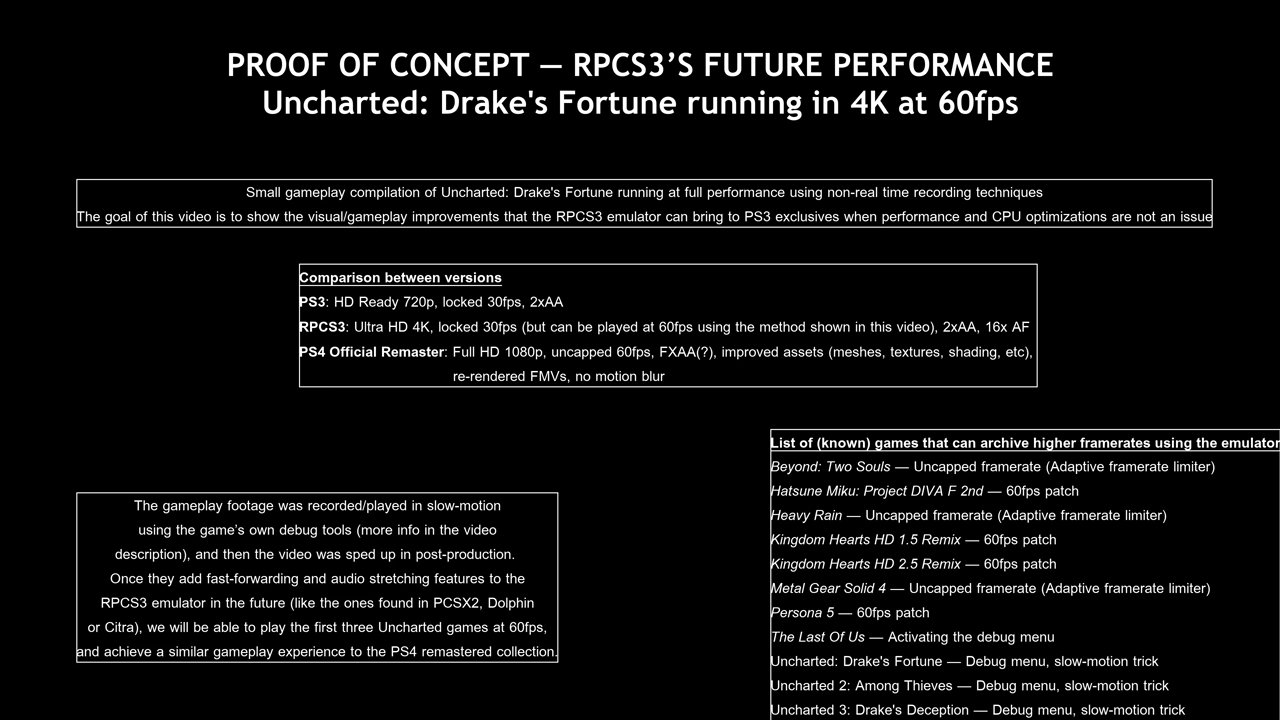 PROOF OF CONCEPT — RPCS3’S FUTURE PERFORMANCE
Uncharted: Drake's Fortune running in 4K at 60fps
Small gameplay compilation of Uncharted: Drake's Fortune running at full performance using non-real time recording techniques
The goal of this video is to show the visual/gameplay improvements that the RPCS3 emulator can bring to PS3 exclusives when performance and CPU optimizations are not an issue
Comparison between versions
PS3: HD Ready 720p, locked 30fps, 2xAA
RPCS3: Ultra HD 4K, locked 30fps (but can be played at 60fps using the method shown in this video), 2xAA, 16x AF
PS4 Official Remaster: Full HD 1080p, uncapped 60fps, FXAA(?), improved assets (meshes, textures, shading, etc),
re-rendered FMVs, no motion blur
The gameplay footage was recorded/played in slow-motion
using the game’s own debug tools (more info in the video
description), and then the video was sped up in post-production.
Once they add fast-forwarding and audio stretching features to the
RPCS3 emulator in the future (like the ones found in PCSX2, Dolphin
or Citra), we will be able to play the first three Uncharted games at 60fps,
and achieve a similar gameplay experience to the PS4 remastered collection.
List of (known) games that can archive higher framerates using the emulator
Beyond: Two Souls — Uncapped framerate (Adaptive framerate limiter)
Hatsune Miku: Project DIVA F 2nd — 60fps patch
Heavy Rain — Uncapped framerate (Adaptive framerate limiter)
Kingdom Hearts HD 1.5 Remix — 60fps patch
Kingdom Hearts HD 2.5 Remix — 60fps patch
Metal Gear Solid 4 — Uncapped framerate (Adaptive framerate limiter)
Persona 5 — 60fps patch
The Last Of Us — Activating the debug menu
Uncharted: Drake's Fortune — Debug menu, slow-motion trick
Uncharted 2: Among Thieves — Debug menu, slow-motion trick
Uncharted 3: Drake's Deception — Debug menu, slow-motion trick